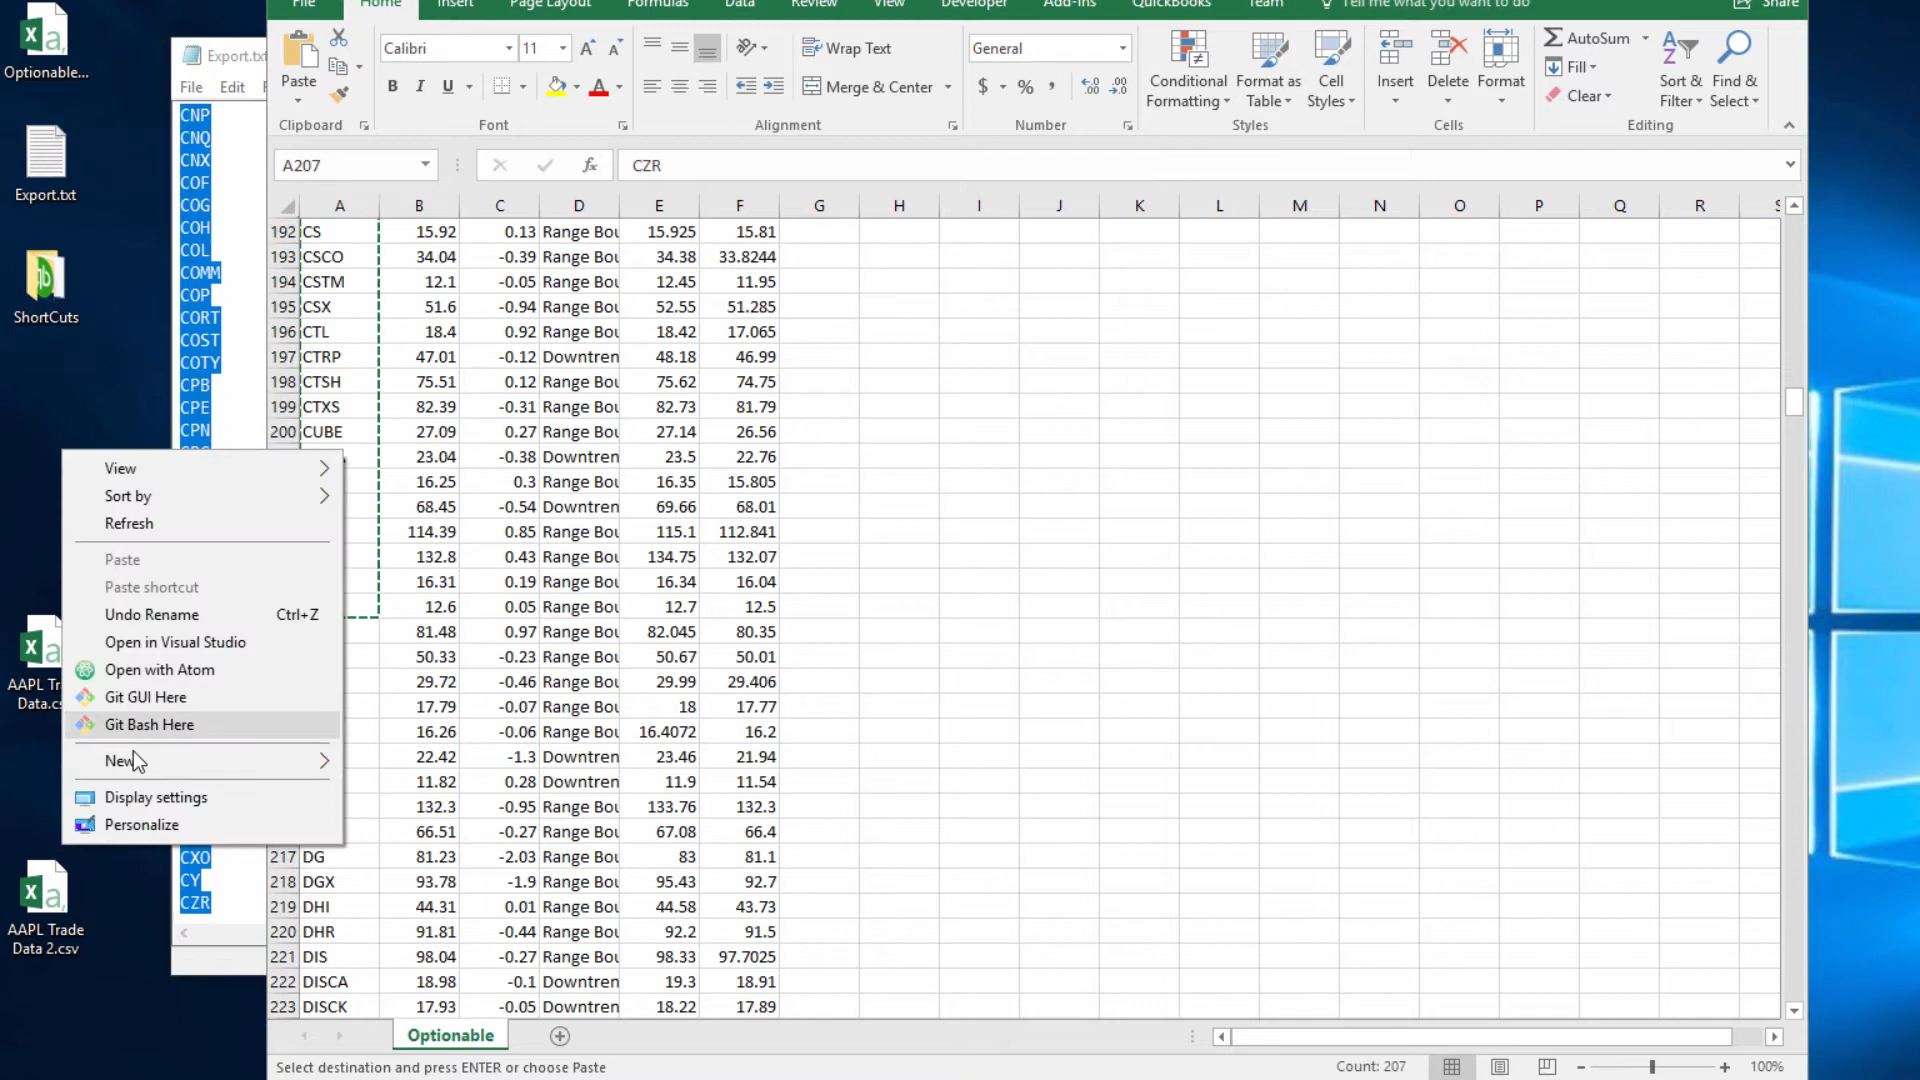 File Home Insert Page Layout Formulas Data Review View Developer Add-Ins QuickBooks Team Tell me what you want to do Share
Optionable...
Export.txt
ShortCuts
AAPL Trade
Data 2.csv
Export.txt
File Edit
CNP
CNQ
CNX
COF
COG
COH
COL
COMM
COP
CORT
COST
COTY
CPB
CPE
CPN
CXO
CY
CZR
View
Sort by
Refresh
Paste
Paste shortcut
Undo Rename Ctrl+Z
Open in Visual Studio
Open with Atom
Git GUI Here
Git Bash Here
New
Display settings
Personalize
Paste
Clipboard
Calibri 11
B I U
Font
Wrap Text
Merge & Center
Alignment
General
$ % ,
Number
Conditional Formatting
Format as Table
Cell Styles
Styles
Insert Delete Format
Cells
AutoSum
Fill
Clear
Sort & Filter
Find & Select
Editing
A207 fx CZR
A B C D E F G H I J K L M N O P Q R
192 CS 15.92 0.13 Range Bou 15.925 15.81
193 CSCO 34.04 -0.39 Range Bou 34.38 33.8244
194 CSTM 12.1 -0.05 Range Bou 12.45 11.95
195 CSX 51.6 -0.94 Range Bou 52.55 51.285
196 CTL 18.4 0.92 Range Bou 18.42 17.065
197 CTRP 47.01 -0.12 Downtren 48.18 46.99
198 CTSH 75.51 0.12 Range Bou 75.62 74.75
199 CTXS 82.39 -0.31 Range Bou 82.73 81.79
200 CUBE 27.09 0.27 Range Bou 27.14 26.56
23.04 -0.38 Downtren 23.5 22.76
16.25 0.3 Range Bou 16.35 15.805
68.45 -0.54 Downtren 69.66 68.01
114.39 0.85 Range Bou 115.1 112.841
132.8 0.43 Range Bou 134.75 132.07
16.31 0.19 Range Bou 16.34 16.04
12.6 0.05 Range Bou 12.7 12.5
81.48 0.97 Range Bou 82.045 80.35
50.33 -0.23 Range Bou 50.67 50.01
29.72 -0.46 Range Bou 29.99 29.406
17.79 -0.07 Range Bou 18 17.77
16.26 -0.06 Range Bou 16.4072 16.2
22.42 -1.3 Downtren 23.46 21.94
11.82 0.28 Downtren 11.9 11.54
132.3 -0.95 Range Bou 133.76 132.3
66.51 -0.27 Range Bou 67.08 66.4
217 DG 81.23 -2.03 Range Bou 83 81.1
218 DGX 93.78 -1.9 Range Bou 95.43 92.7
219 DHI 44.31 0.01 Range Bou 44.58 43.73
220 DHR 91.81 -0.44 Range Bou 92.2 91.5
221 DIS 98.04 -0.27 Range Bou 98.33 97.7025
222 DISCA 18.98 -0.1 Downtren 19.3 18.91
223 DISCK 17.93 -0.05 Downtren 18.22 17.89
Optionable
Select destination and press ENTER or choose Paste Count: 207 100%